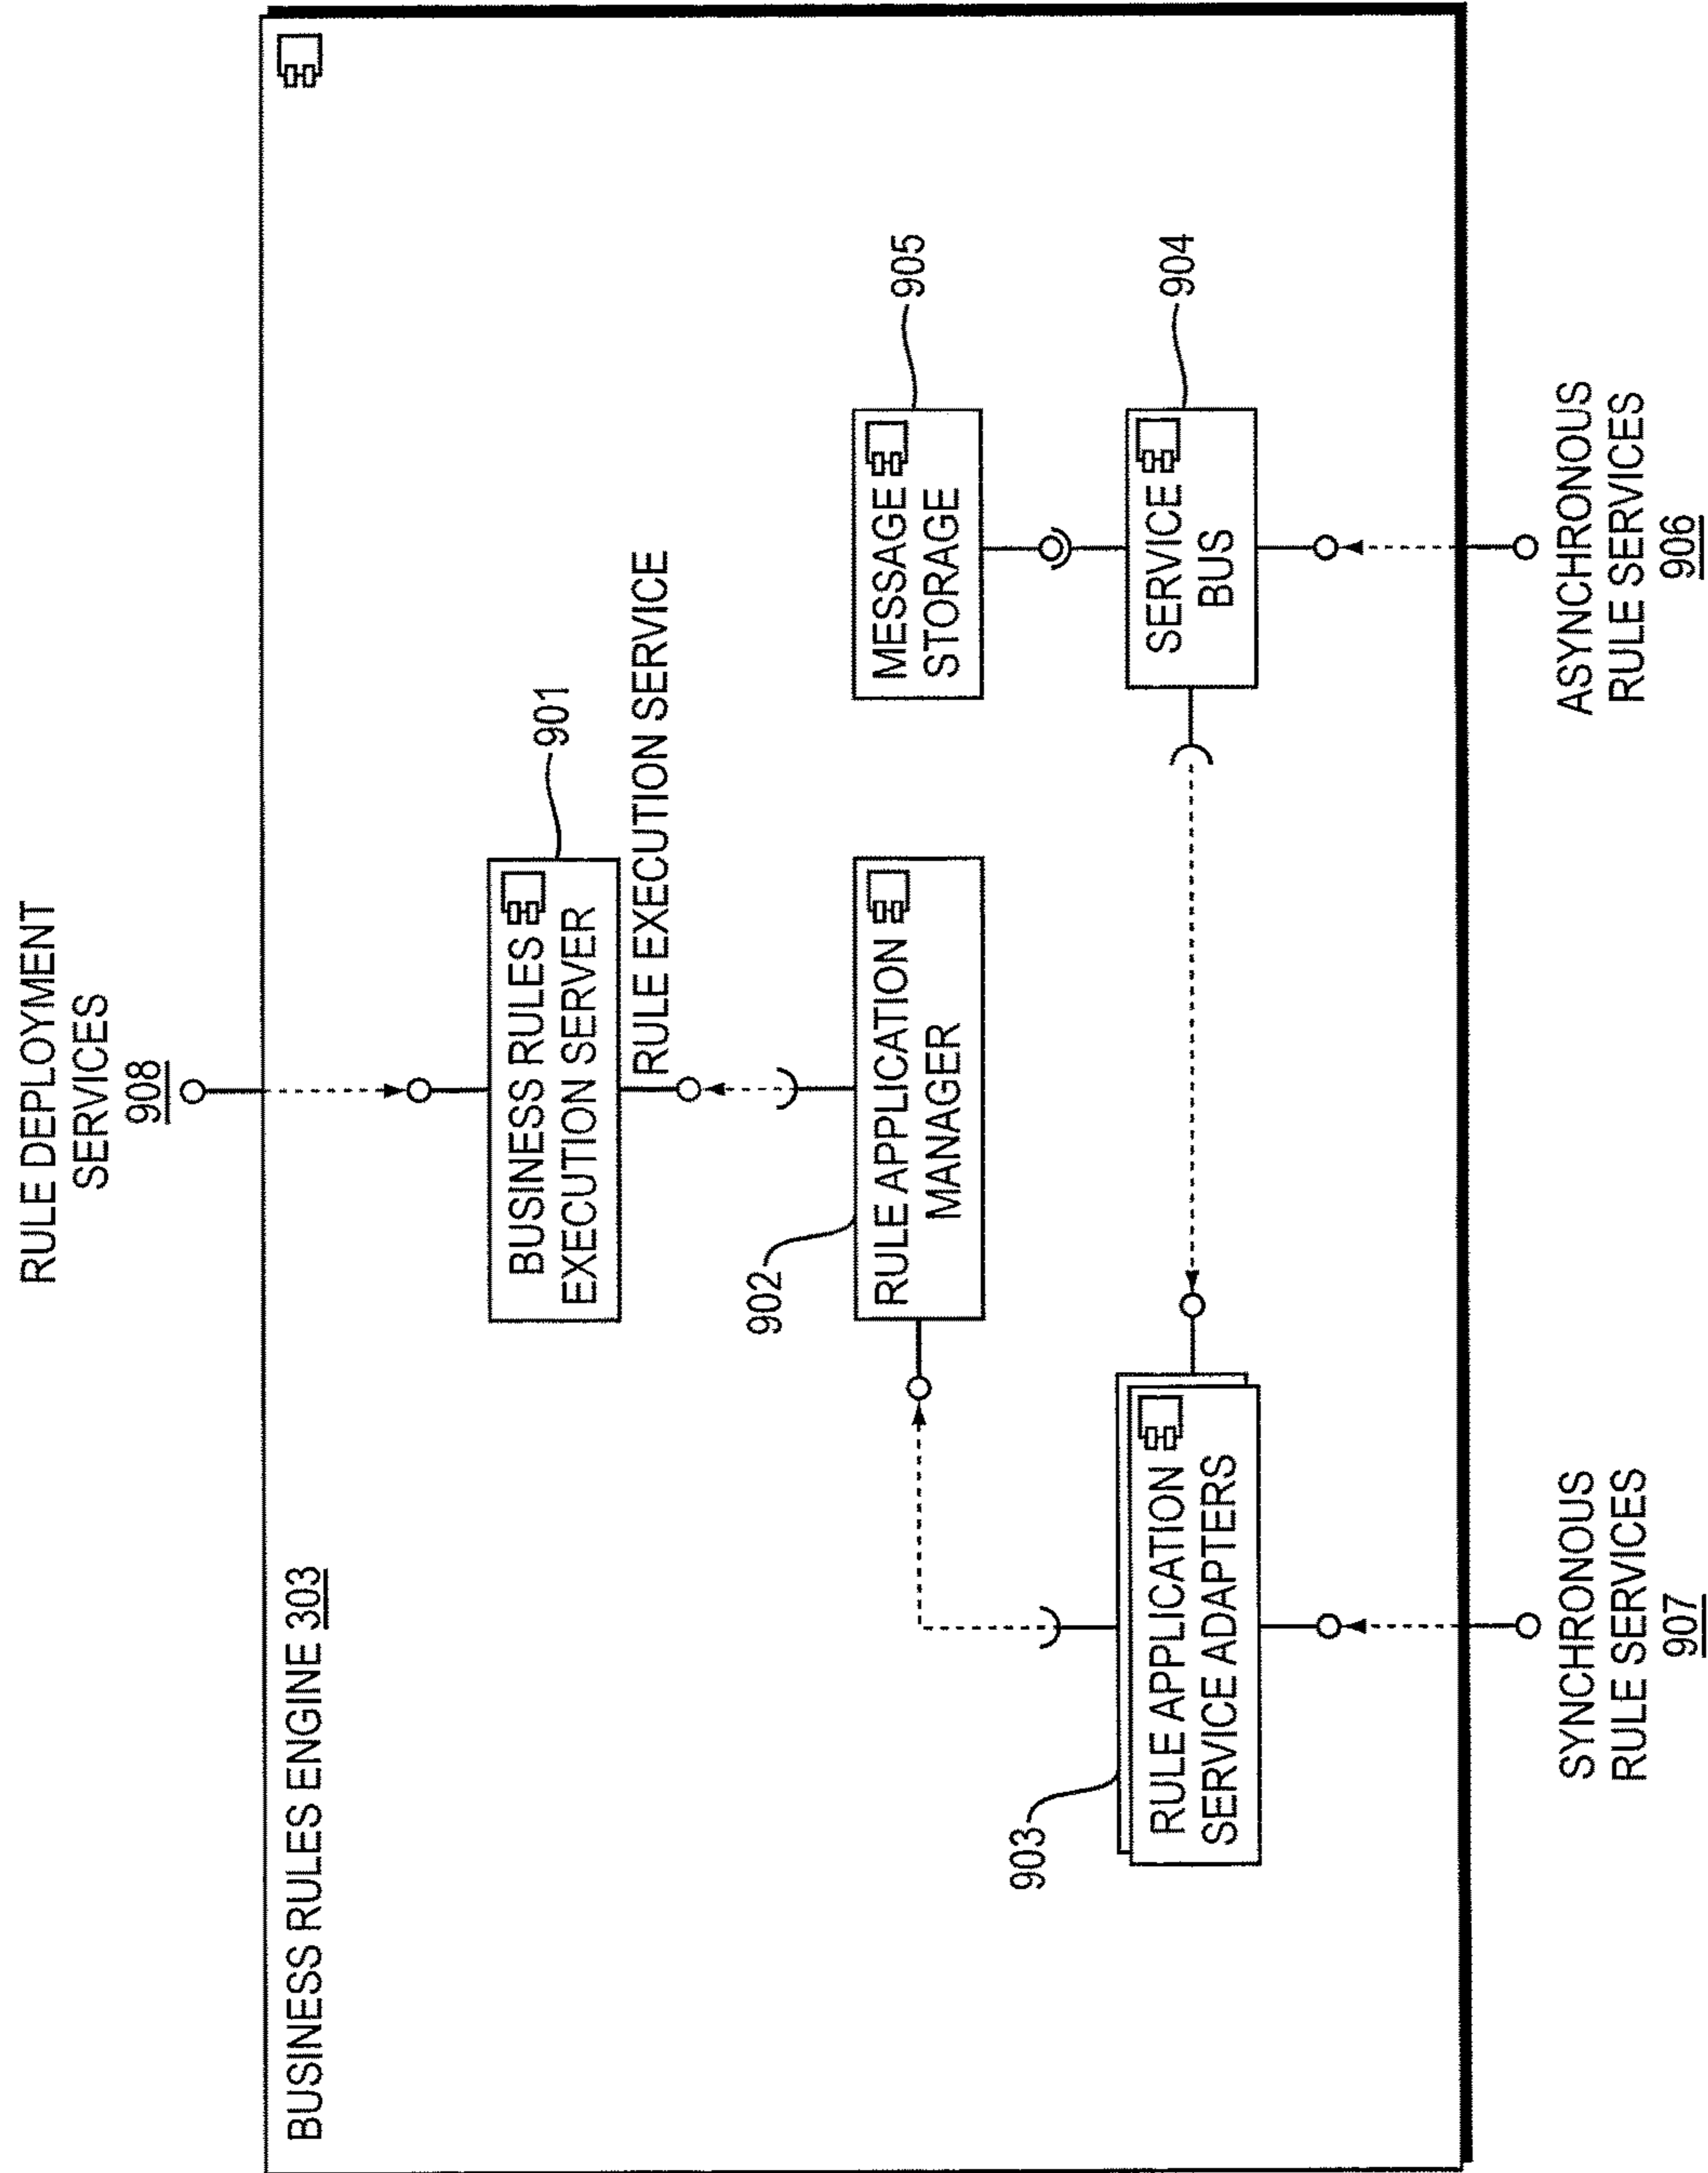 RULE DEPLOYMENT
SERVICES
908
BUSINESS RULES ENGINE 303
BUSINESS RULES
EXECUTION SERVER
901
RULE EXECUTION SERVICE
902
RULE APPLICATION
MANAGER
MESSAGE
STORAGE
905
903
RULE APPLICATION
SERVICE ADAPTERS
SERVICE
BUS
904
SYNCHRONOUS
RULE SERVICES
907
ASYNCHRONOUS
RULE SERVICES
906